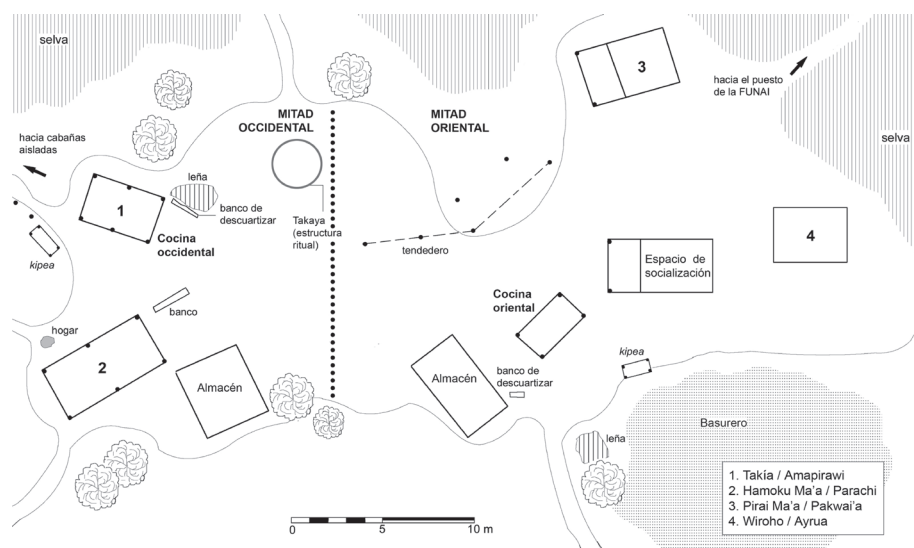 selva
MITAD
OCCIDENTAL
MITAD
ORIENTAL
3
hacia el puesto
de la FUNAI
selva
hacia cabañas
aisladas
leña
1
banco de
descuartizar
Takaya
(estructura
ritual)
Cocina
occidental
kipea
tendedero
4
Espacio de
socialización
Cocina
oriental
banco
hogar
2
Almacén
Almacén
banco de
descuartizar
kipea
Basurero
leña
1. Takía / Amapirawi
2. Hamoku Ma'a / Parachi
3. Pirai Ma'a / Pakwai'a
4. Wiroho / Ayrua
0 5 10 m